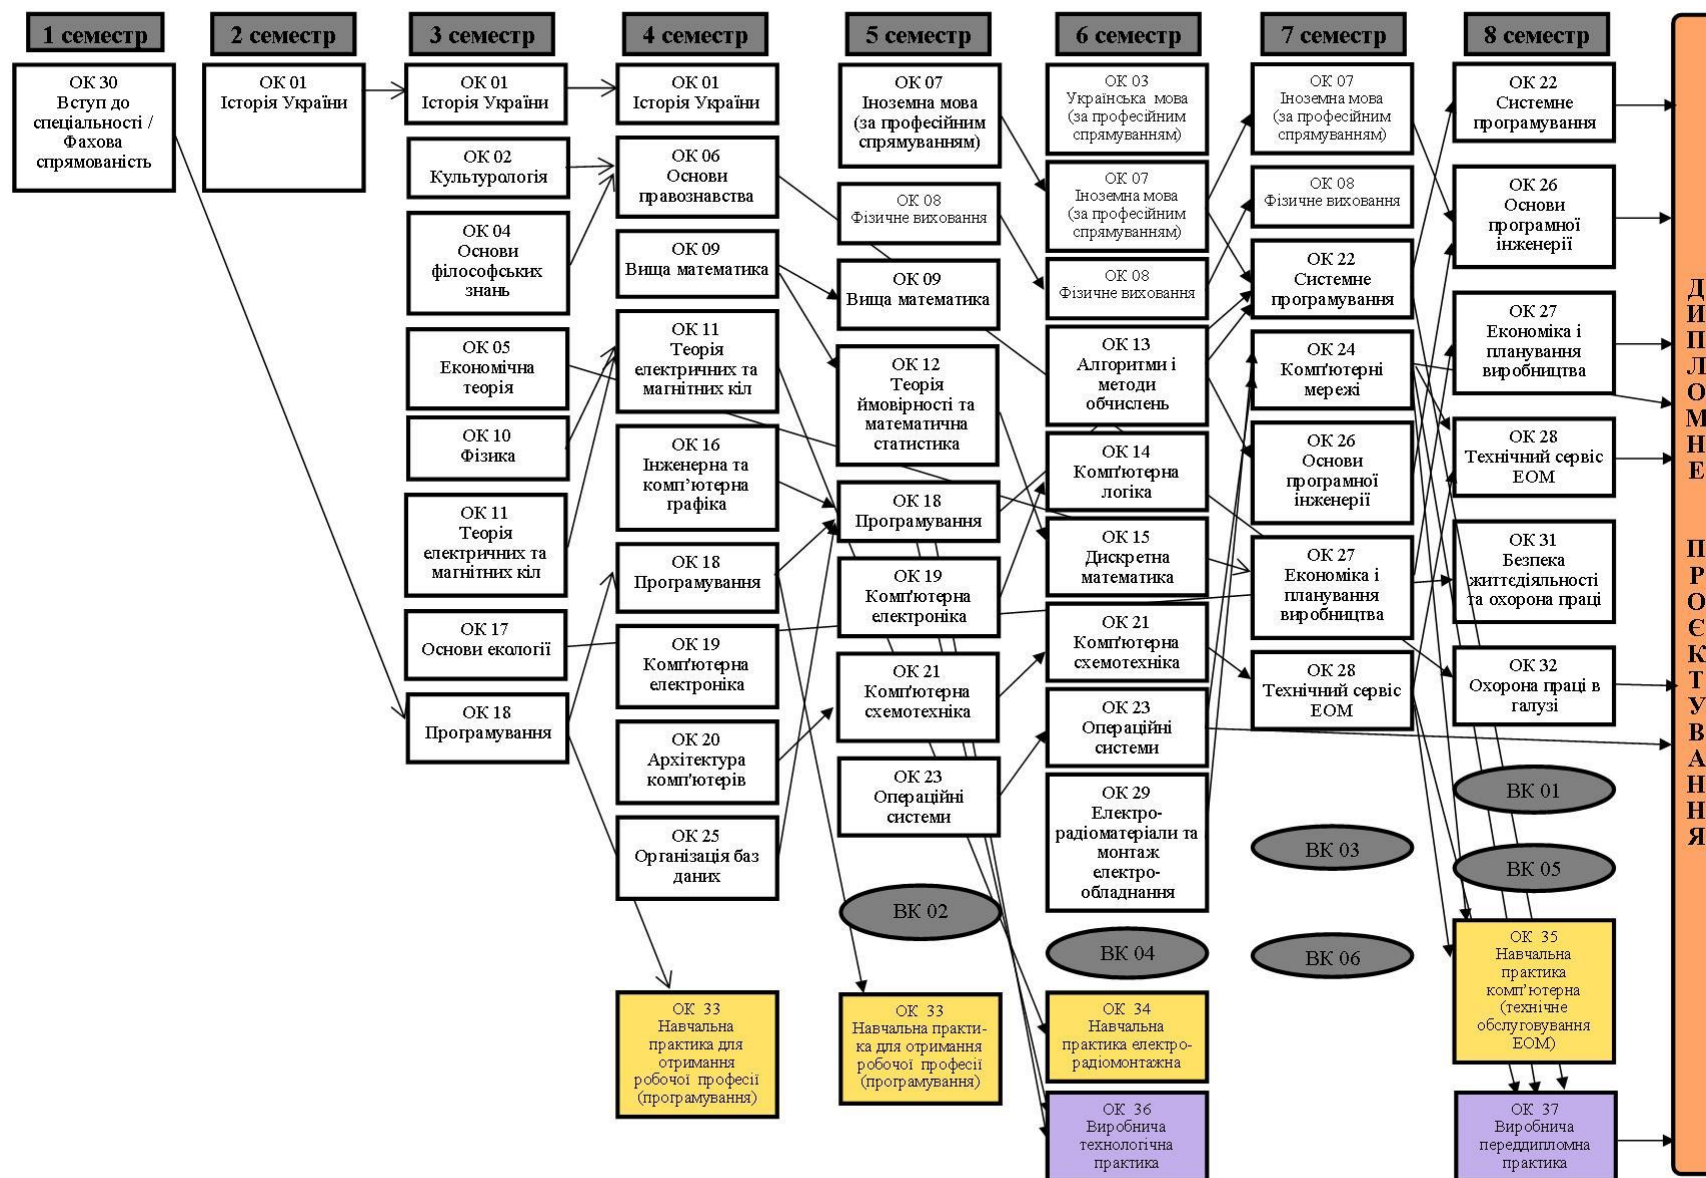 1 семестр
ОК 30
Вступ до
спеціальності /
Фахова
спрямованість
2 семестр
ОК 01
Історія України
3 семестр
ОК 01
Історія України
ОК 02
Культурологія
ОК 04
Основи
філософських
знань
ОК 05
Економічна
теорія
ОК 10
Фізика
ОК 11
Теорія
електричних та
магнітних кіл
ОК 17
Основи екології
ОК 18
Програмування
4 семестр
ОК 01
Історія України
ОК 06
Основи
правознавства
ОК 09
Вища математика
ОК 11
Теорія
електричних та
магнітних кіл
ОК 16
Інженерна та
комп’ютерна
графіка
ОК 18
Програмування
ОК 19
Комп'ютерна
електроніка
ОК 20
Архітектура
комп'ютерів
ОК 25
Організація баз
даних
ОК 33
Навчальна
практика для
отримання
робочої професії
(програмування)
5 семестр
ОК 07
Іноземна мова
(за професійним
спрямуванням)
ОК 08
Фізичне виховання
ОК 09
Вища математика
ОК 12
Теорія
ймовірності та
математична
статистика
ОК 18
Програмування
ОК 19
Комп'ютерна
електроніка
ОК 21
Комп'ютерна
схемотехніка
ОК 23
Операційні
системи
ВК 02
ОК 33
Навчальна практи-
ка для отримання
робочої професії
(програмування)
6 семестр
ОК 03
Українська мова
(за професійним
спрямуванням)
ОК 07
Іноземна мова
(за професійним
спрямуванням)
ОК 08
Фізичне виховання
ОК 13
Алгоритми і
методи
обчислень
ОК 14
Комп'ютерна
логіка
ОК 15
Дискретна
математика
ОК 21
Комп'ютерна
схемотехніка
ОК 23
Операційні
системи
ОК 29
Електро-
радіоматеріали та
монтаж
електро-
обладнання
ВК 04
ОК 34
Навчальна
практика електро-
радіомонтажна
ОК 36
Виробнича
технологічна
практика
7 семестр
ОК 07
Іноземна мова
(за професійним
спрямуванням)
ОК 08
Фізичне виховання
ОК 22
Системне
програмування
ОК 24
Комп'ютерні
мережі
ОК 26
Основи
програмної
інженерії
ОК 27
Економіка і
планування
виробництва
ОК 28
Технічний сервіс
ЕОМ
ВК 03
ВК 06
8 семестр
ОК 22
Системне
програмування
ОК 26
Основи
програмної
інженерії
ОК 27
Економіка і
планування
виробництва
ОК 28
Технічний сервіс
ЕОМ
ОК 31
Безпека
життєдіяльності
та охорона праці
ОК 32
Охорона праці в
галузі
ВК 01
ВК 05
ОК 35
Навчальна
практика
комп’ютерна
(технічне
обслуговування
ЕОМ)
ОК 37
Виробнича
переддипломна
практика
ДИПЛОМНЕ ПРОЄКТУВАННЯ